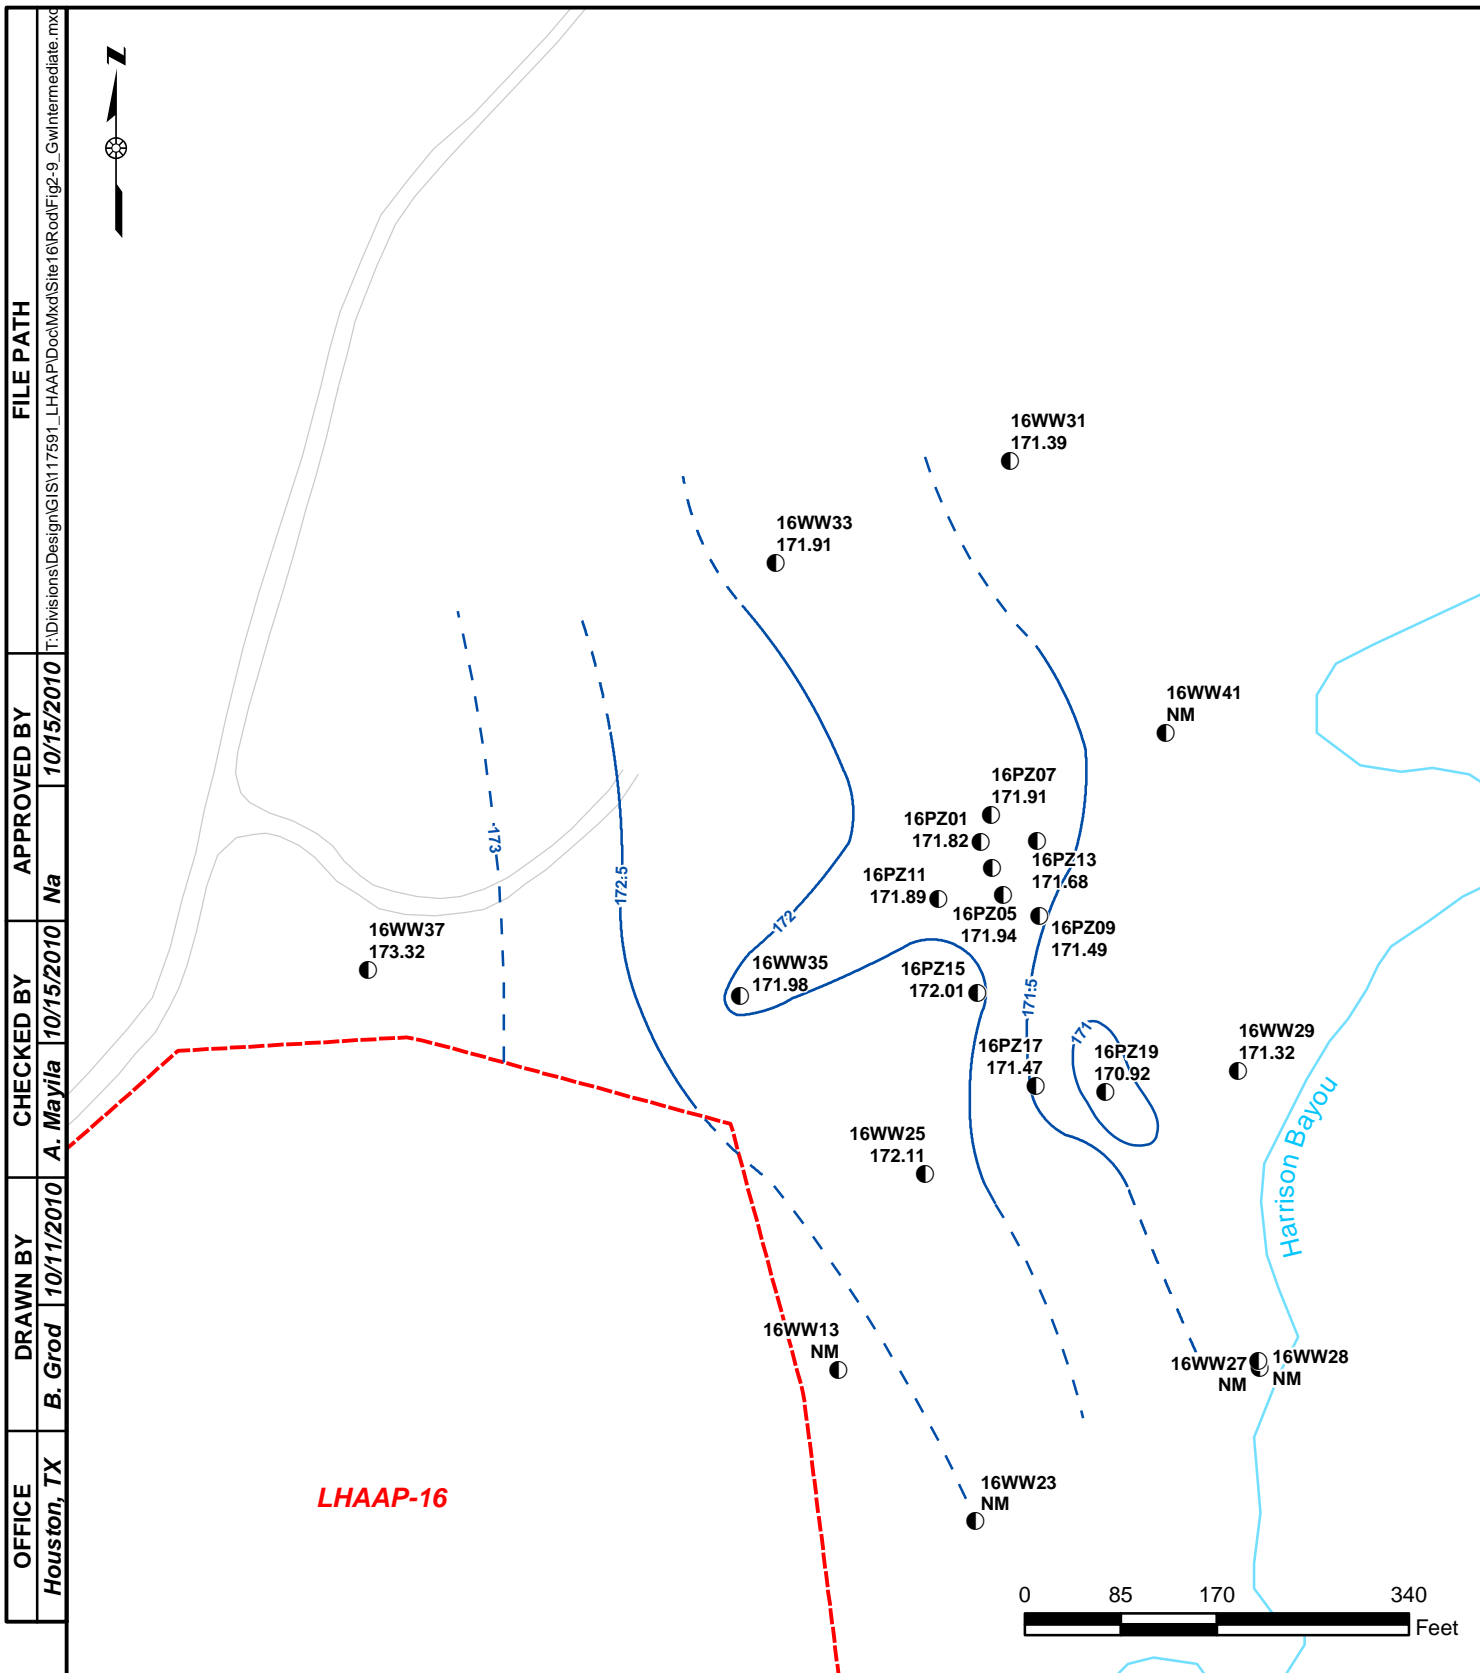 FILE PATH
T:\Divisions\Design\GIS\117591_LHAAP\Doc\Mxd\Site16\Rod\Fig2-9_GwIntermediate.mxd
APPROVED BY
Na
10/15/2010
CHECKED BY
A. Mayila
10/15/2010
DRAWN BY
B. Grod
10/11/2010
OFFICE
Houston, TX
N
16WW31
171.39
16WW33
171.91
16WW41
NM
16PZ07
171.91
16PZ01
171.82
16PZ13
171.68
16PZ11
171.89
16PZ05
171.94
16PZ09
171.49
173
172.5
172
16WW37
173.32
16WW35
171.98
16PZ15
172.01
171.5
171
16PZ17
171.47
16PZ19
170.92
16WW29
171.32
16WW25
172.11
Harrison Bayou
16WW13
NM
16WW27
NM
16WW28
NM
16WW23
NM
LHAAP-16
0 85 170 340
Feet